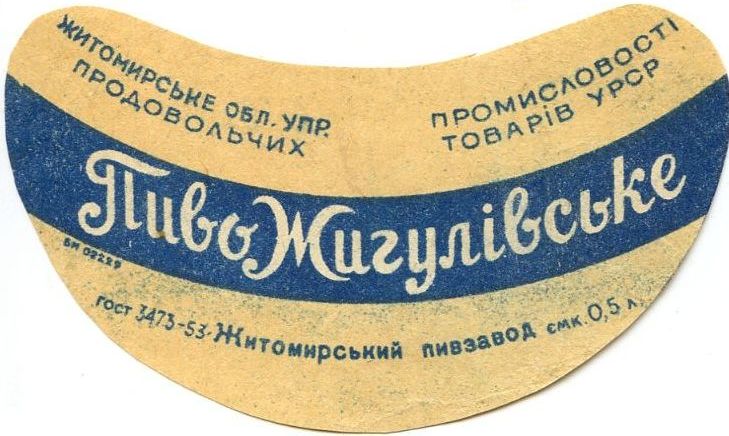 ЖИТОМИРСЬКЕ ОБЛ. УПР.
ПРОМИСЛОВОСТІ
ПРОДОВОЛЬЧИХ
ТОВАРІВ УРСР
Пиво Жигулівське
БМ 02229
ГОСТ 3473-53 Житомирський пивзавод ємк. 0,5 л.